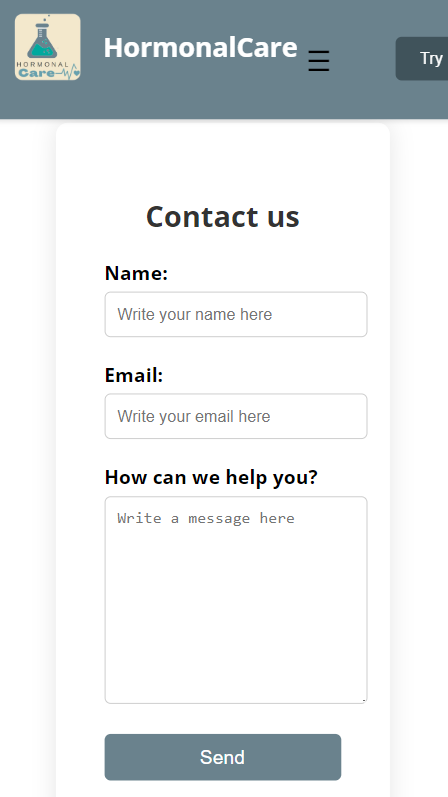 HORMONAL
Care
HormonalCare
Try
Contact us
Name:
Write your name here
Email:
Write your email here
How can we help you?
Write a message here
Send